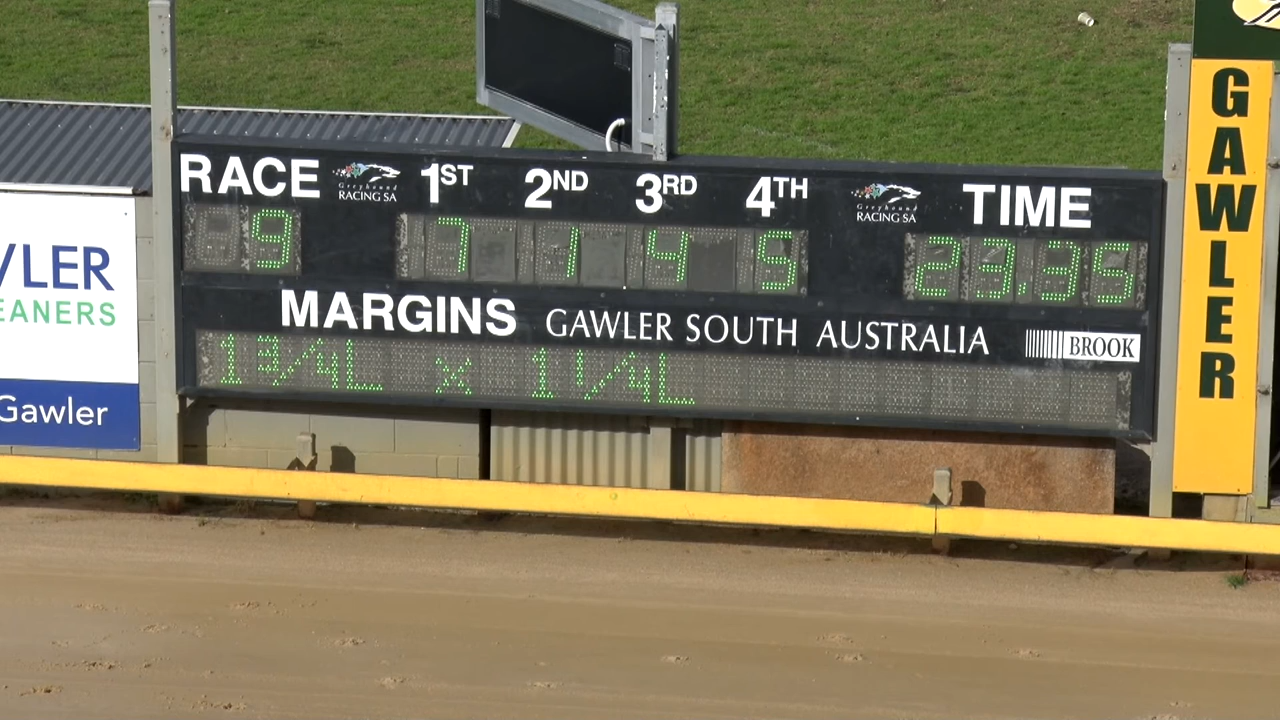 RACE Greyhound RACING SA 1ST 2ND 3RD 4TH Greyhound RACING SA TIME
9 7 1 4 5 23.35
MARGINS GAWLER SOUTH AUSTRALIA BROOK
1 3/4L x 1 1/4L
GAWLER
LER
EANERS
Gawler